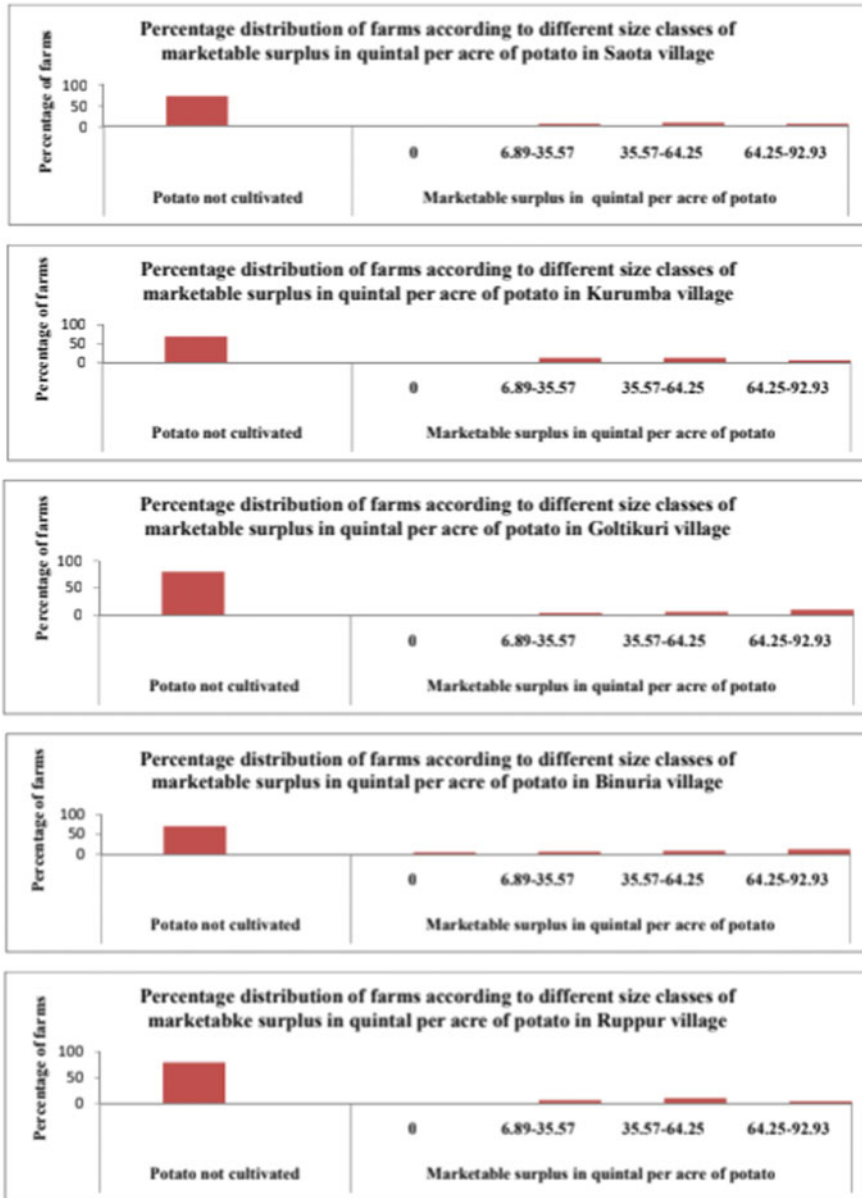 Percentage distribution of farms according to different size classes of
marketable surplus in quintal per acre of potato in Saota village
Percentage of farms
100
50
0
0 6.89-35.57 35.57-64.25 64.25-92.93
Potato not cultivated Marketable surplus in quintal per acre of potato
Percentage distribution of farms according to different size classes of
marketable surplus in quintal per acre of potato in Kurumba village
Percentage of farms
100
50
0
0 6.89-35.57 35.57-64.25 64.25-92.93
Potato not cultivated Marketable surplus in quintal per acre of potato
Percentage distribution of farms according to different size classes of
marketable surplus in quintal per acre of potato in Goltikuri village
Percentage of farms
100
50
0
0 6.89-35.57 35.57-64.25 64.25-92.93
Potato not cultivated Marketable surplus in quintal per acre of potato
Percentage distribution of farms according to different size classes of
marketable surplus in quintal per acre of potato in Binuria village
Percentage of farms
100
50
0
0 6.89-35.57 35.57-64.25 64.25-92.93
Potato not cultivated Marketable surplus in quintal per acre of potato
Percentage distribution of farms according to different size classes of
marketabke surplus in quintal per acre of potato in Ruppur village
Percentage of farms
100
50
0
0 6.89-35.57 35.57-64.25 64.25-92.93
Potato not cultivated Marketable surplus in quintal per acre of potato